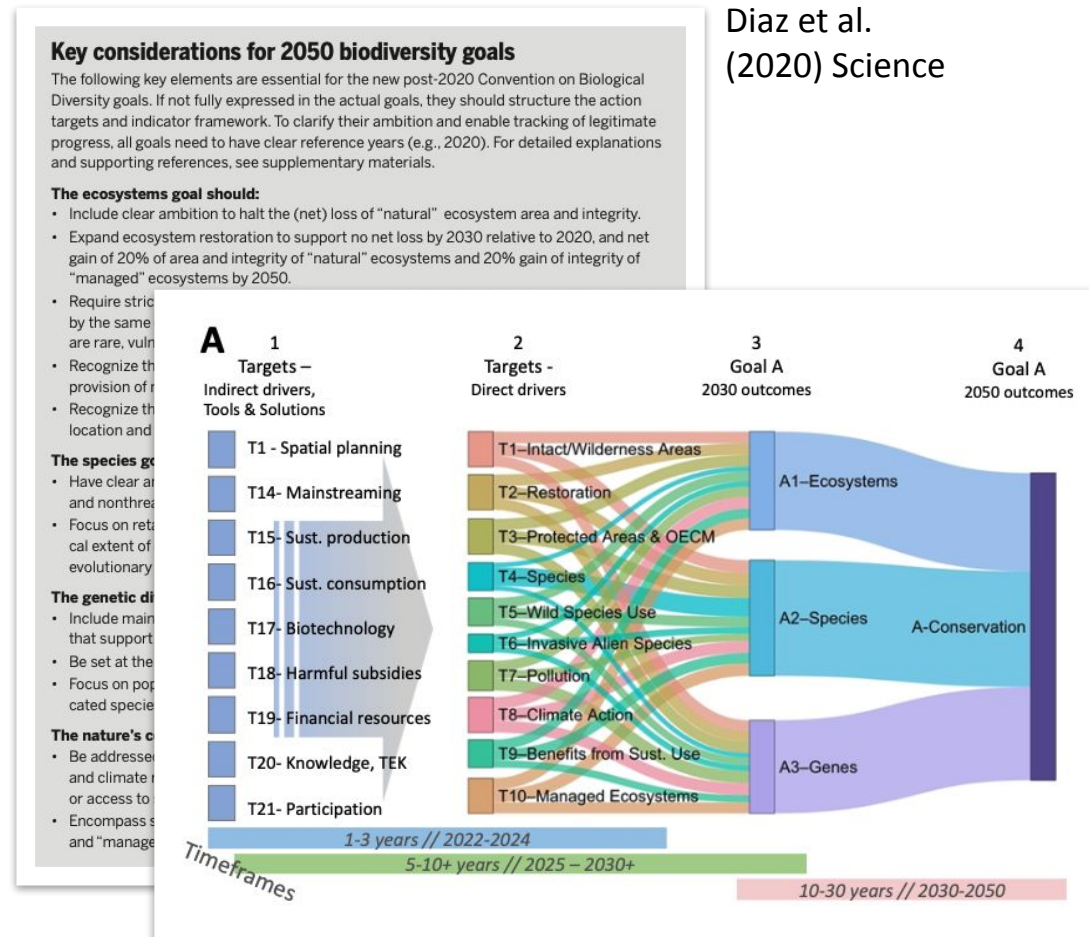 Diaz et al.
(2020) Science
Key considerations for 2050 biodiversity goals
The following key elements are essential for the new post-2020 Convention on Biological
Diversity goals. If not fully expressed in the actual goals, they should structure the action
targets and indicator framework. To clarify their ambition and enable tracking of legitimate
progress, all goals need to have clear reference years (e.g., 2020). For detailed explanations
and supporting references, see supplementary materials.
The ecosystems goal should:
• Include clear ambition to halt the (net) loss of “natural” ecosystem area and integrity.
• Expand ecosystem restoration to support no net loss by 2030 relative to 2020, and net
gain of 20% of area and integrity of “natural” ecosystems and 20% gain of integrity of
“managed” ecosystems by 2050.
• Require stric
by the same
are rare, vuln
• Recognize th
provision of
• Recognize th
location and
The species go
• Have clear a
and nonthrea
• Focus on reta
cal extent of
evolutionary
The genetic di
• Include main
that support
• Be set at the
• Focus on pop
cated specie
The nature's c
• Be addresse
and climate
or access to
• Encompass s
and “manage
A
1
Targets –
Indirect drivers,
Tools & Solutions
2
Targets -
Direct drivers
3
Goal A
2030 outcomes
4
Goal A
2050 outcomes
T1 - Spatial planning
T14- Mainstreaming
T15- Sust. production
T16- Sust. consumption
T17- Biotechnology
T18- Harmful subsidies
T19- Financial resources
T20- Knowledge, TEK
T21- Participation
T1–Intact/Wilderness Areas
T2–Restoration
T3–Protected Areas & OECM
T4–Species
T5–Wild Species Use
T6–Invasive Alien Species
T7–Pollution
T8–Climate Action
T9–Benefits from Sust. Use
T10–Managed Ecosystems
A1–Ecosystems
A2–Species
A3–Genes
A-Conservation
Timeframes
1-3 years // 2022-2024
5-10+ years // 2025 – 2030+
10-30 years // 2030-2050